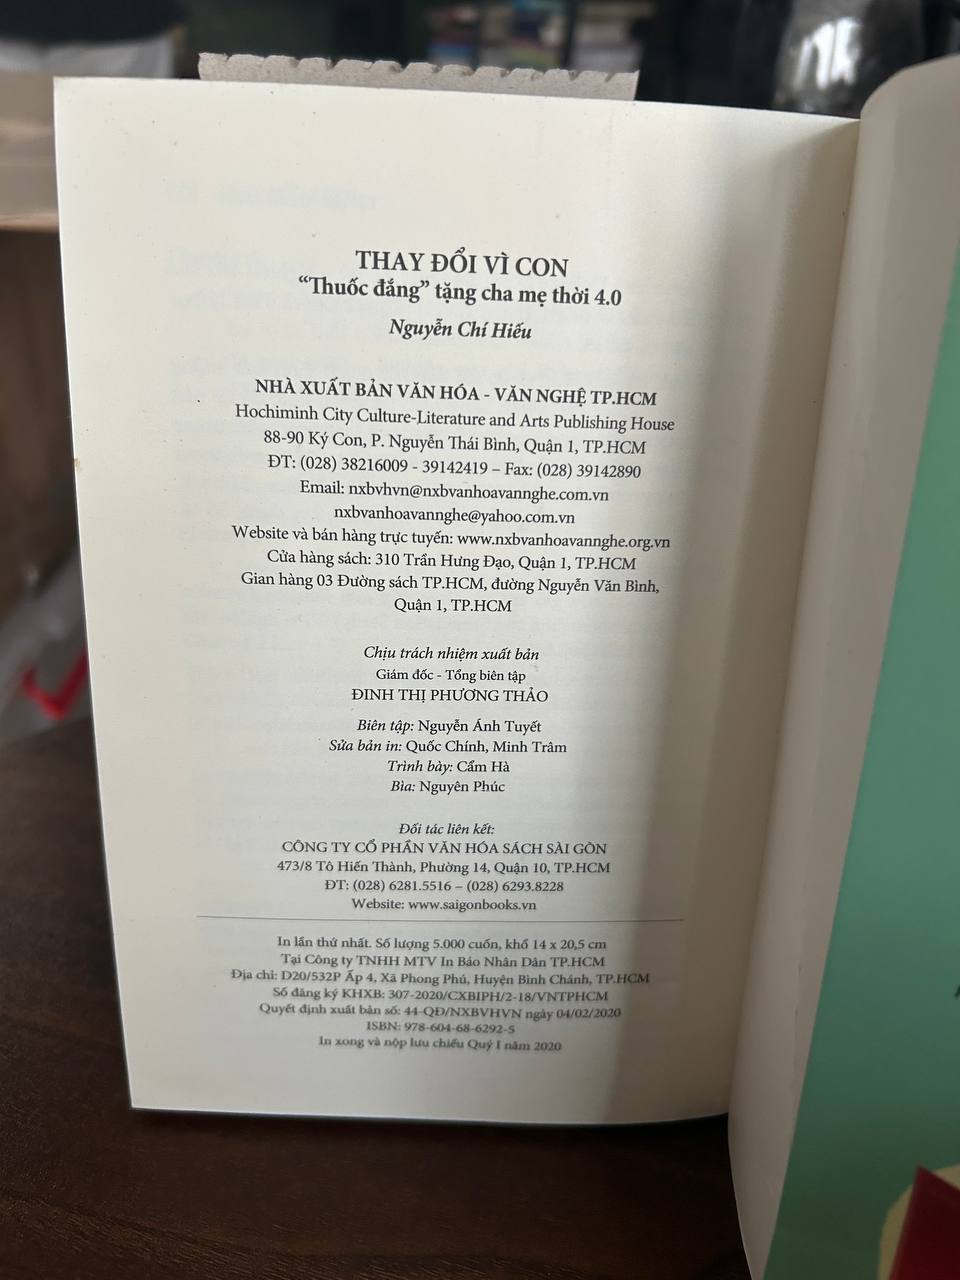 THAY ĐỔI VÌ CON
“Thuốc đắng” tặng cha mẹ thời 4.0
Nguyễn Chí Hiếu
NHÀ XUẤT BẢN VĂN HÓA - VĂN NGHỆ TP.HCM
Hochiminh City Culture-Literature and Arts Publishing House
88-90 Ký Con, P. Nguyễn Thái Bình, Quận 1, TP.HCM
ĐT: (028) 38216009 - 39142419 – Fax: (028) 39142890
Email: nxbvhvn@nxbvanhoavannghe.com.vn
nxbvanhoavannghe@yahoo.com.vn
Website và bán hàng trực tuyến: www.nxbvanhoavannghe.org.vn
Cửa hàng sách: 310 Trần Hưng Đạo, Quận 1, TP.HCM
Gian hàng 03 Đường sách TP.HCM, đường Nguyễn Văn Bình,
Quận 1, TP.HCM
Chịu trách nhiệm xuất bản
Giám đốc - Tổng biên tập
ĐINH THỊ PHƯƠNG THẢO
Biên tập: Nguyễn Ánh Tuyết
Sửa bản in: Quốc Chính, Minh Trâm
Trình bày: Cẩm Hà
Bìa: Nguyên Phúc
Đối tác liên kết:
CÔNG TY CỔ PHẦN VĂN HÓA SÁCH SÀI GÒN
473/8 Tô Hiến Thành, Phường 14, Quận 10, TP.HCM
ĐT: (028) 6281.5516 – (028) 6293.8228
Website: www.saigonbooks.vn
In lần thứ nhất. Số lượng 5.000 cuốn, khổ 14 x 20,5 cm
Tại Công ty TNHH MTV In Báo Nhân Dân TP.HCM
Địa chỉ: D20/532P Ấp 4, Xã Phong Phú, Huyện Bình Chánh, TP.HCM
Số đăng ký KHXB: 307-2020/CXBIPH/2-18/VNTPHCM
Quyết định xuất bản số: 44-QĐ/NXBVHVN ngày 04/02/2020
ISBN: 978-604-68-6292-5
In xong và nộp lưu chiểu Quý I năm 2020